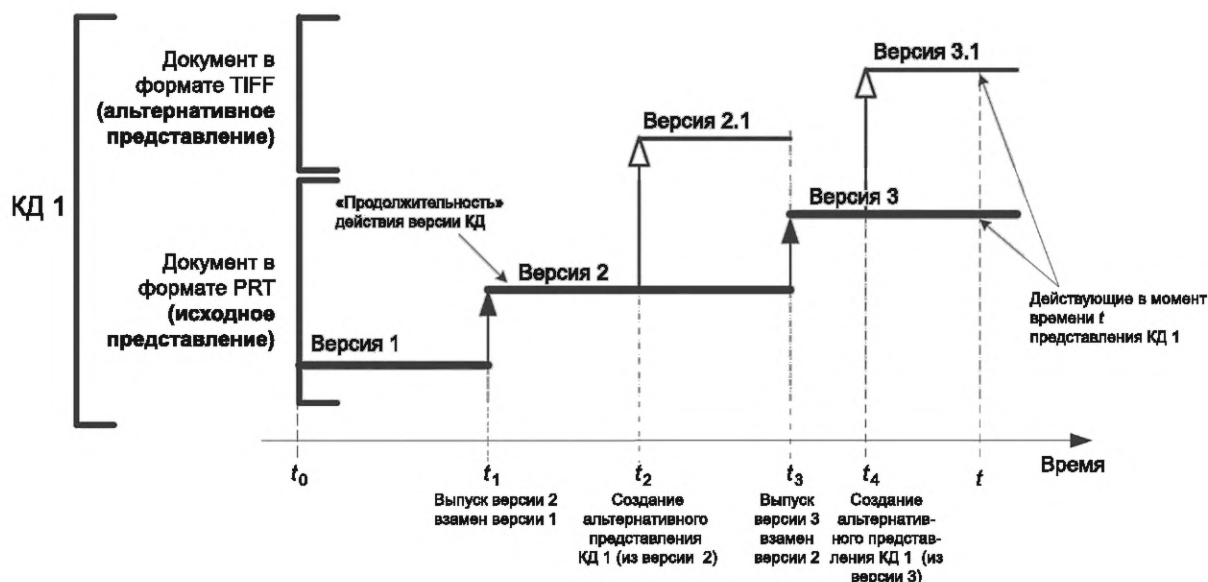 КД 1
Документ в
формате TIFF
(альтернативное
представление)
Документ в
формате PRT
(исходное
представление)
Версия 3.1
Версия 2.1
Версия 3
«Продолжительность»
действия версии КД
Версия 2
Версия 1
Действующие в момент
времени t
представления КД 1
Время
t0
t1
t2
t3
t4
t
Выпуск версии 2
взамен версии 1
Создание
альтернативного
представления
КД 1 (из версии 2)
Выпуск
версии 3
взамен
версии 2
Создание
альтернатив-
ного представ-
ления КД 1 (из
версии 3)